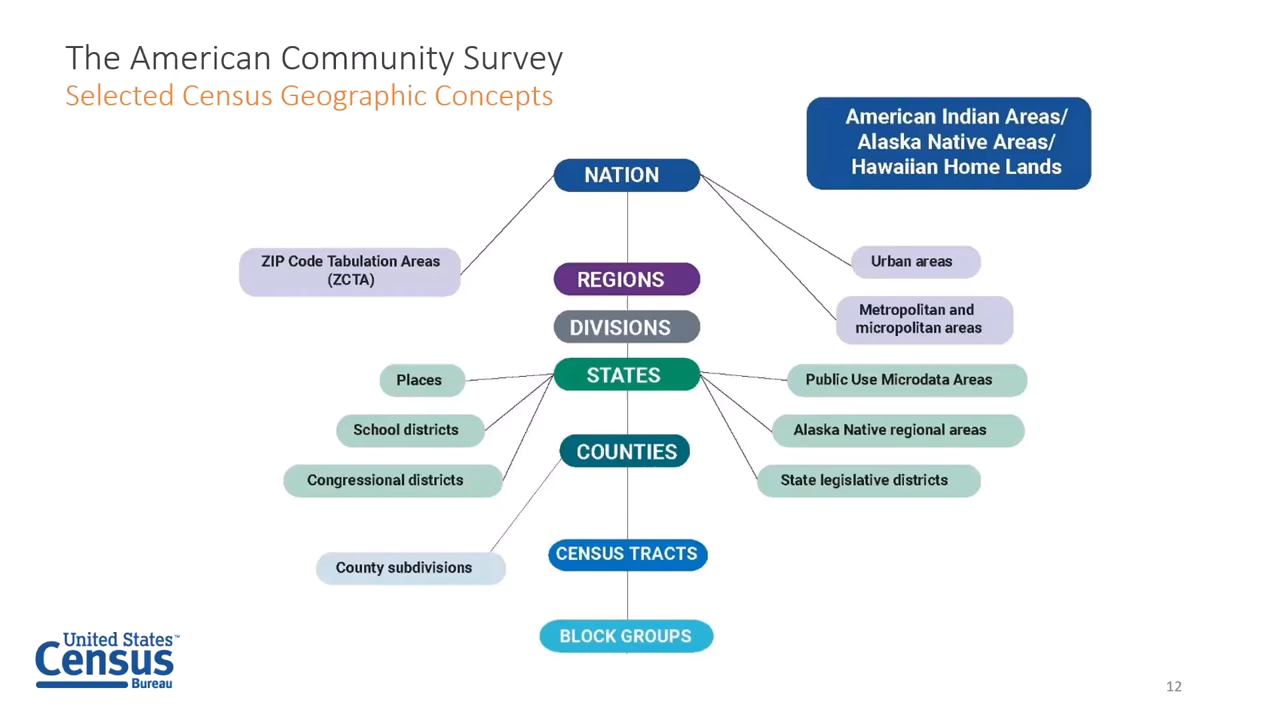 The American Community Survey
Selected Census Geographic Concepts
American Indian Areas/
Alaska Native Areas/
Hawaiian Home Lands
NATION
ZIP Code Tabulation Areas
(ZCTA)
Urban areas
REGIONS
Metropolitan and
micropolitan areas
DIVISIONS
STATES
Places
Public Use Microdata Areas
School districts
Alaska Native regional areas
COUNTIES
Congressional districts
State legislative districts
CENSUS TRACTS
County subdivisions
BLOCK GROUPS
United States™
Census
Bureau
12